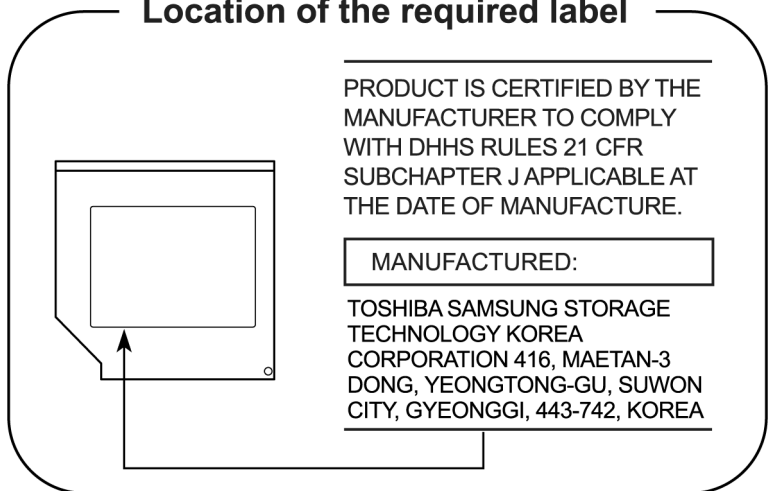 Location of the required label
PRODUCT IS CERTIFIED BY THE
MANUFACTURER TO COMPLY
WITH DHHS RULES 21 CFR
SUBCHAPTER J APPLICABLE AT
THE DATE OF MANUFACTURE.
MANUFACTURED:
TOSHIBA SAMSUNG STORAGE
TECHNOLOGY KOREA
CORPORATION 416, MAETAN-3
DONG, YEONGTONG-GU, SUWON
CITY, GYEONGGI, 443-742, KOREA